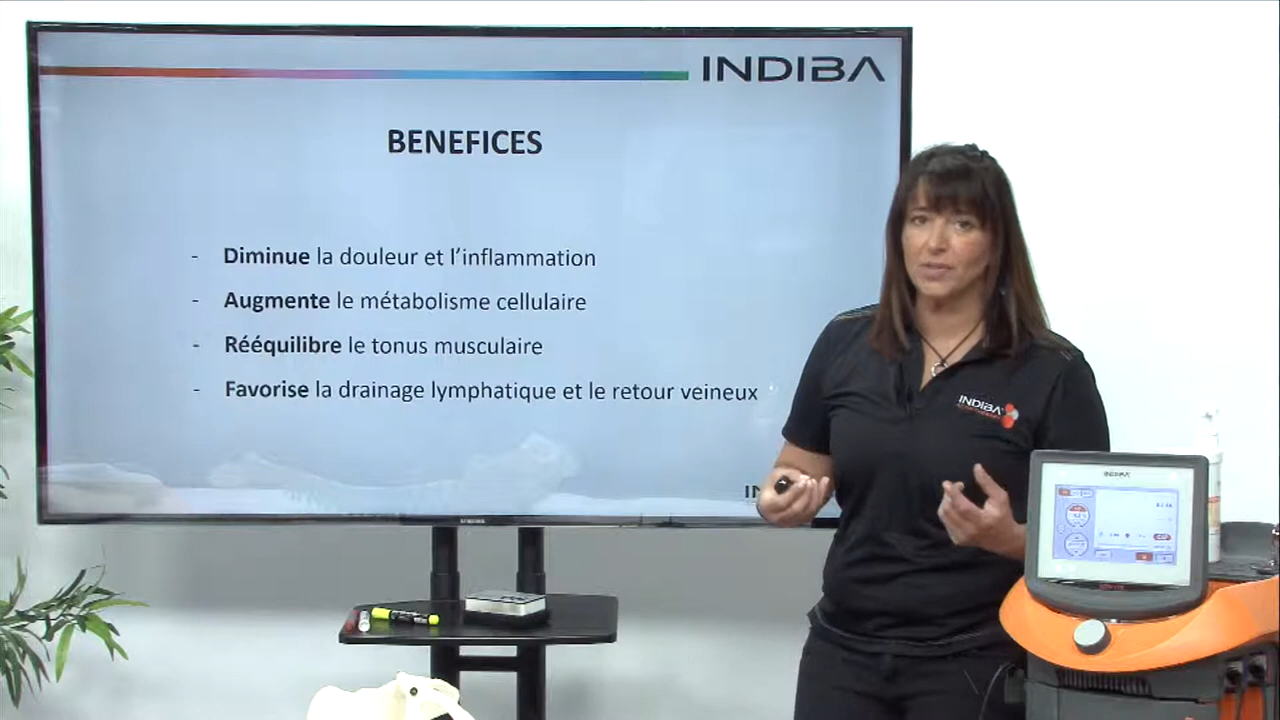 INDIBA
BENEFICES
- Diminue la douleur et l'inflammation
- Augmente le métabolisme cellulaire
- Rééquilibre le tonus musculaire
- Favorise la drainage lymphatique et le retour veineux
INDIBA
INDIBA